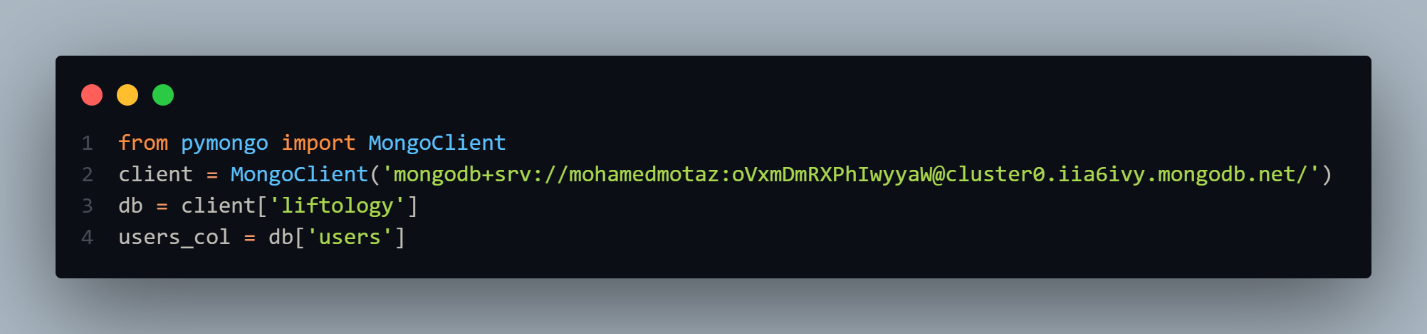 1 from pymongo import MongoClient
2 client = MongoClient('mongodb+srv://mohamedmotaz:oVxmDmRXPhIwyyaW@cluster0.iia6ivy.mongodb.net/')
3 db = client['liftology']
4 users_col = db['users']